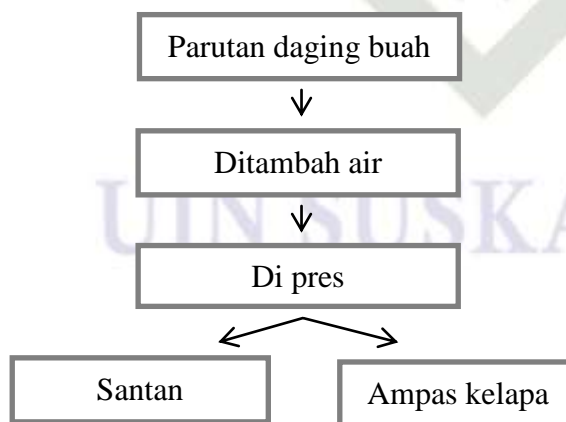 Parutan daging buah
Ditambah air
UIN SUSKA
Di pres
Santan
Ampas kelapa